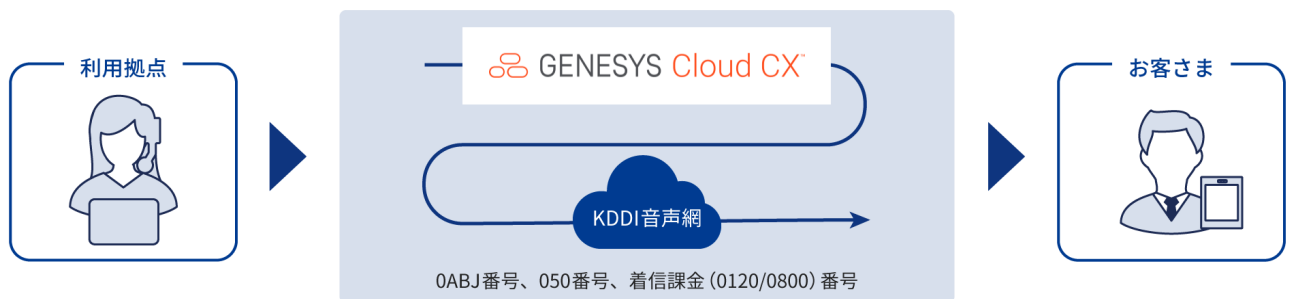 利用拠点
GENESYS Cloud CX™
お客さま
KDDI音声網
0ABJ番号、050番号、着信課金（0120/0800）番号